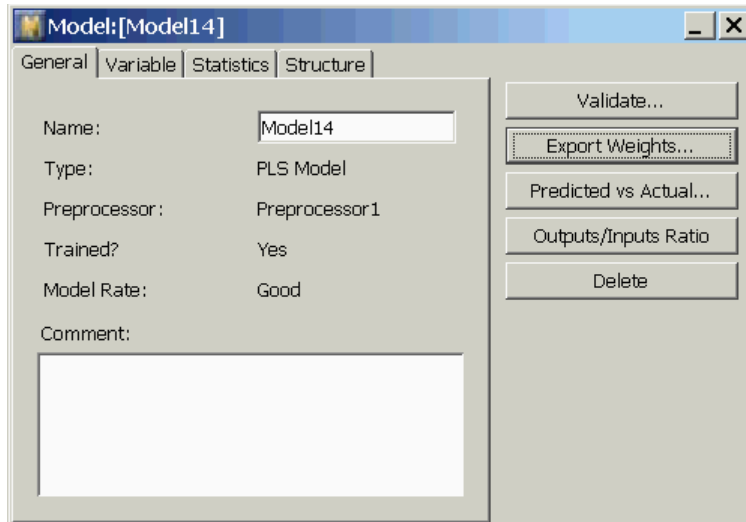 Model:[Model14]
General Variable Statistics Structure
Name: Model14
Type: PLS Model
Preprocessor: Preprocessor1
Trained? Yes
Model Rate: Good
Comment:
Validate...
Export Weights...
Predicted vs Actual...
Outputs/Inputs Ratio
Delete